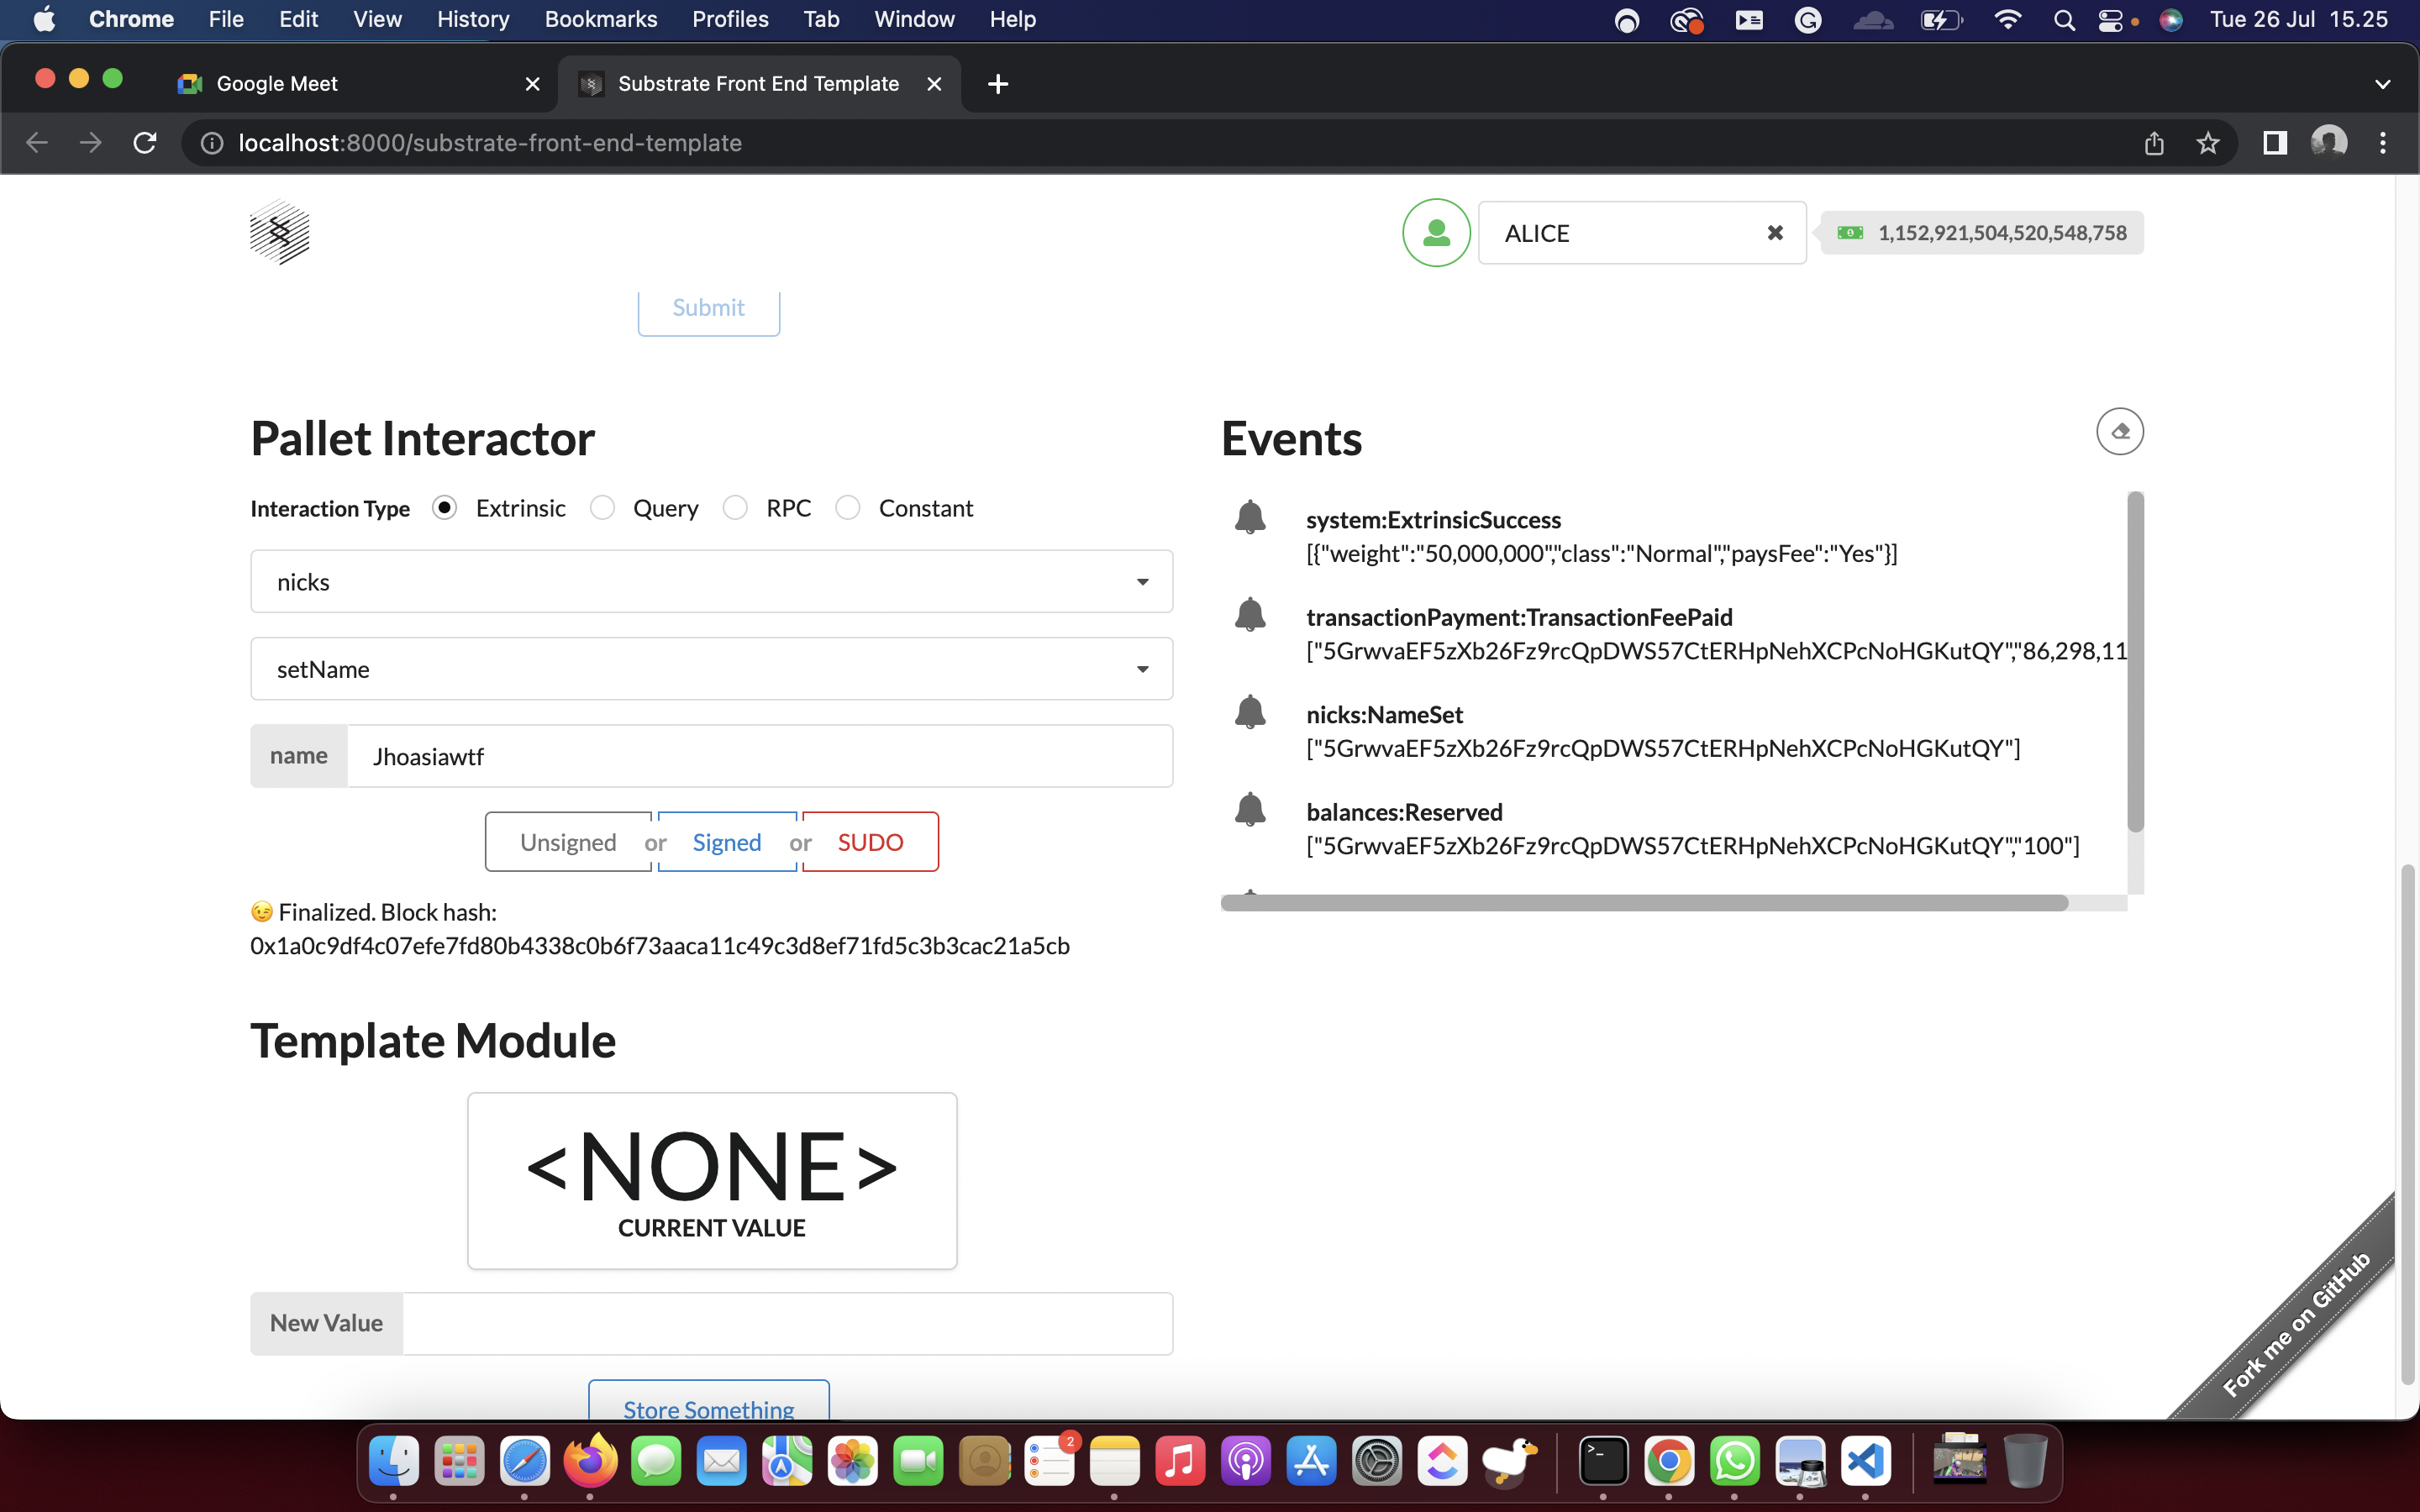 Chrome File Edit View History Bookmarks Profiles Tab Window Help Tue 26 Jul 15.25
Google Meet Substrate Front End Template
localhost:8000/substrate-front-end-template
ALICE 1,152,921,504,520,548,758
Submit
Pallet Interactor
Interaction Type Extrinsic Query RPC Constant
nicks
setName
name Jhoasiawtf
Unsigned or Signed or SUDO
😉 Finalized. Block hash:
0x1a0c9df4c07efe7fd80b4338c0b6f73aaca11c49c3d8ef71fd5c3b3cac21a5cb
Events
system:ExtrinsicSuccess
[{"weight":"50,000,000","class":"Normal","paysFee":"Yes"}]
transactionPayment:TransactionFeePaid
["5GrwvaEF5zXb26Fz9rcQpDWS57CtERHpNehXCPcNoHGKutQY","86,298,11
nicks:NameSet
["5GrwvaEF5zXb26Fz9rcQpDWS57CtERHpNehXCPcNoHGKutQY"]
balances:Reserved
["5GrwvaEF5zXb26Fz9rcQpDWS57CtERHpNehXCPcNoHGKutQY","100"]
Template Module
<NONE>
CURRENT VALUE
New Value
Store Something
Fork me on GitHub
2